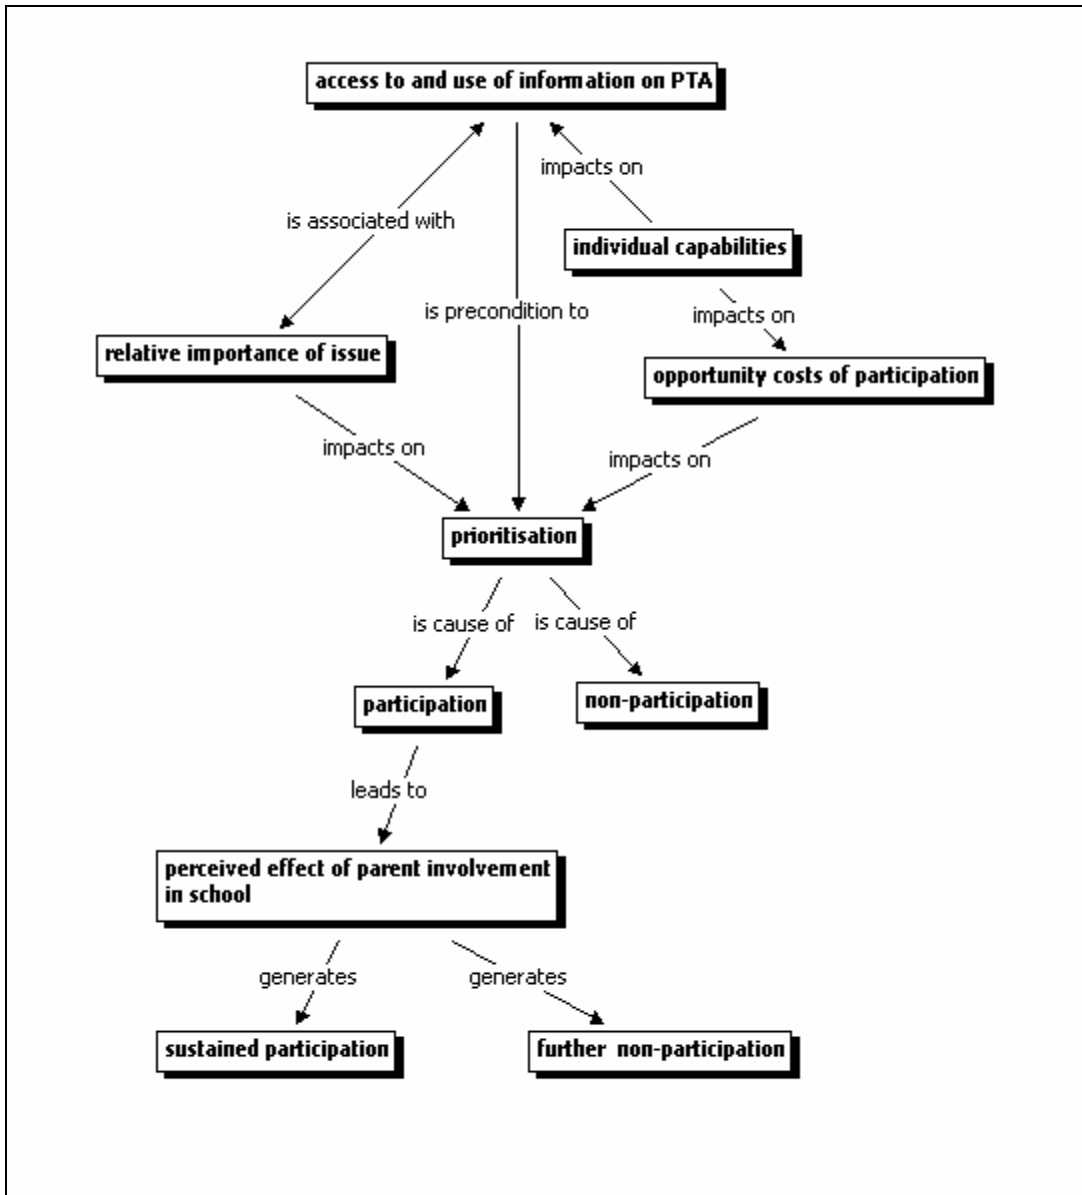 access to and use of information on PTA
impacts on
is associated with
individual capabilities
is precondition to
impacts on
relative importance of issue
opportunity costs of participation
impacts on
impacts on
prioritisation
is cause of
is cause of
participation
non-participation
leads to
perceived effect of parent involvement
in school
generates
generates
sustained participation
further non-participation